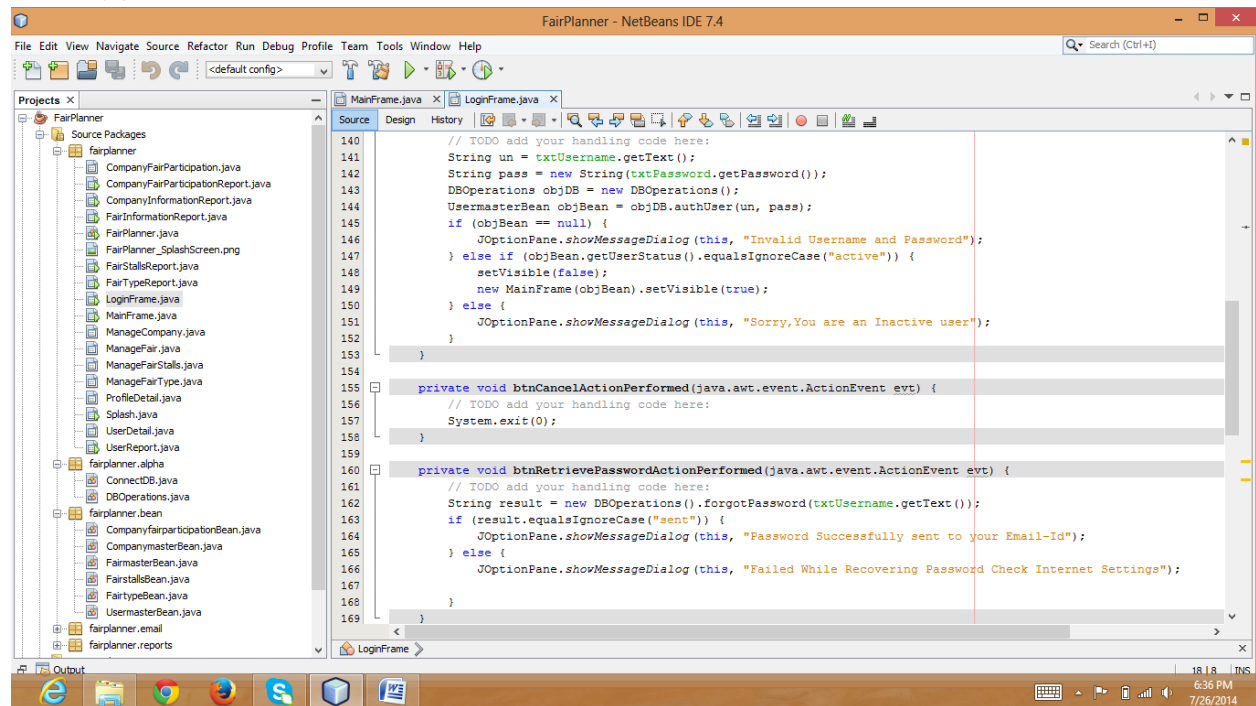 FairPlanner - NetBeans IDE 7.4
File Edit View Navigate Source Refactor Run Debug Profile Team Tools Window Help
Search (Ctrl+I)
<default config>
Projects
MainFrame.java
LoginFrame.java
Source Design History
FairPlanner
Source Packages
fairplanner
CompanyFairParticipation.java
CompanyFairParticipationReport.java
CompanyInformationReport.java
FairInformationReport.java
FairPlanner.java
FairPlanner_SplashScreen.png
FairStallsReport.java
FairTypeReport.java
LoginFrame.java
MainFrame.java
ManageCompany.java
ManageFair.java
ManageFairStalls.java
ManageFairType.java
ProfileDetail.java
Splash.java
UserDetail.java
UserReport.java
fairplanner.alpha
ConnectDB.java
DBOperations.java
fairplanner.bean
CompanyfairparticipationBean.java
CompanymasterBean.java
FairmasterBean.java
FairstallsBean.java
FairtypeBean.java
UsermasterBean.java
fairplanner.email
fairplanner.reports
140 // TODO add your handling code here:
141 String un = txtUsername.getText();
142 String pass = new String(txtPassword.getPassword());
143 DBOperations objDB = new DBOperations();
144 UsermasterBean objBean = objDB.authUser(un, pass);
145 if (objBean == null) {
146 JOptionPane.showMessageDialog(this, "Invalid Username and Password");
147 } else if (objBean.getUserStatus().equalsIgnoreCase("active")) {
148 setVisible(false);
149 new MainFrame(objBean).setVisible(true);
150 } else {
151 JOptionPane.showMessageDialog(this, "Sorry,You are an Inactive user");
152 }
153 }
154
155 private void btnCancelActionPerformed(java.awt.event.ActionEvent evt) {
156 // TODO add your handling code here:
157 System.exit(0);
158 }
159
160 private void btnRetrievePasswordActionPerformed(java.awt.event.ActionEvent evt) {
161 // TODO add your handling code here:
162 String result = new DBOperations().forgotPassword(txtUsername.getText());
163 if (result.equalsIgnoreCase("sent")) {
164 JOptionPane.showMessageDialog(this, "Password Successfully sent to your Email-Id");
165 } else {
166 JOptionPane.showMessageDialog(this, "Failed While Recovering Password Check Internet Settings");
167
168 }
169 }
LoginFrame
Output
18 | 8 INS
6:36 PM
7/26/2014